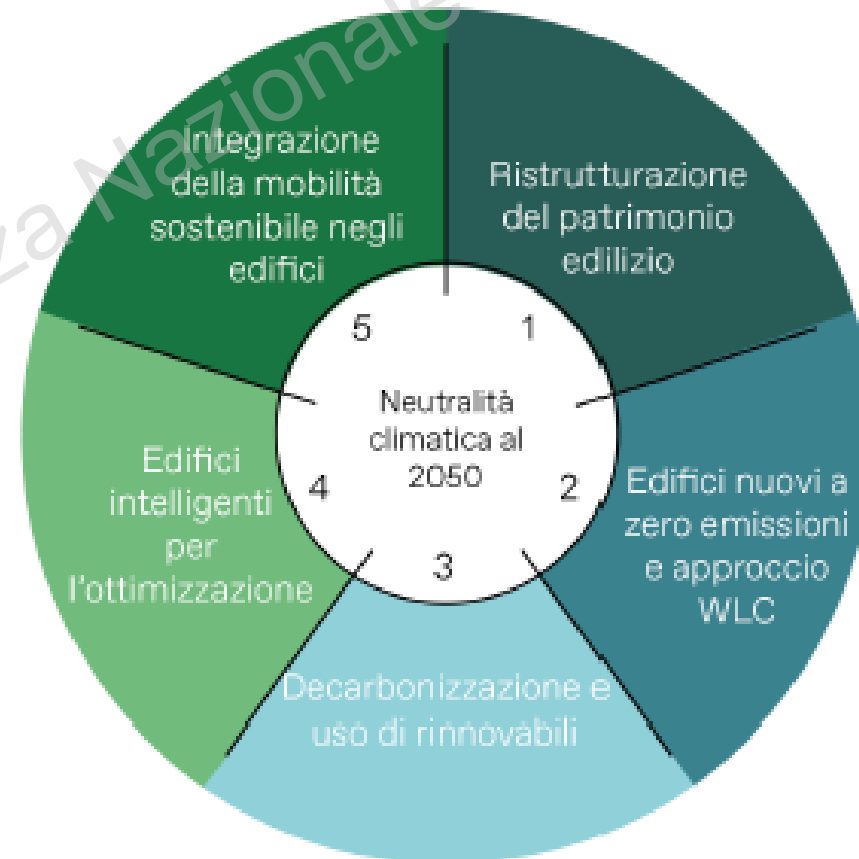 Nazionale
Integrazione
della mobilità
sostenibile negli
edifici
Ristrutturazione
del patrimonio
edilizio
5
1
Neutralità
climatica al
2050
4
2
3
Edifici
intelligenti
per
l'ottimizzazione
Edifici nuovi a
zero emissioni
e approccio
WLC
Decarbonizzazione e
uso di rinnovabili